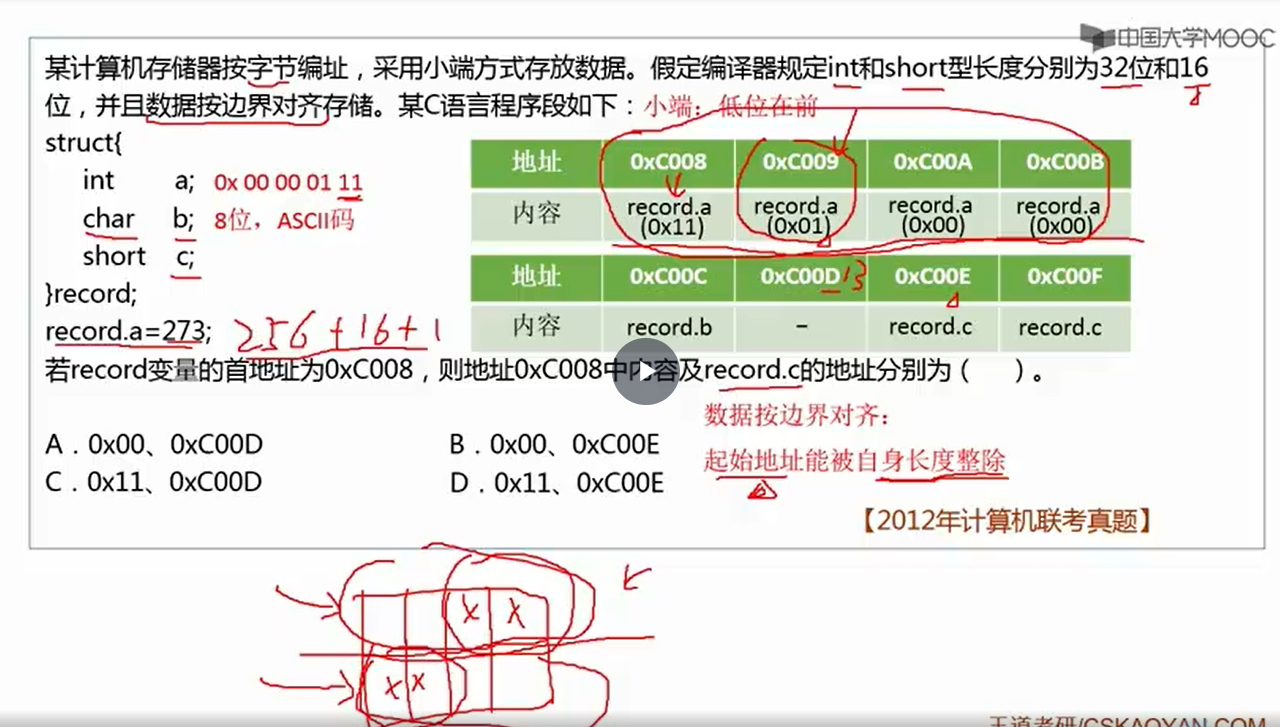 中国大学MOOC
某计算机存储器按字节编址，采用小端方式存放数据。假定编译器规定int和short型长度分别为32位和16
位，并且数据按边界对齐存储。某C语言程序段如下：小端：低位在前
struct{
int a; 0x 00 00 01 11
char b; 8位，ASCII码
short c;
}record;
record.a=273; 256+16+1
地址 0xC008 0xC009 0xC00A 0xC00B
内容 record.a (0x11) record.a (0x01) record.a (0x00) record.a (0x00)
地址 0xC00C 0xC00D 13 0xC00E 0xC00F
内容 record.b － record.c record.c
若record变量的首地址为0xC008，则地址0xC008中内容及record.c的地址分别为（ ）。
数据按边界对齐：
起始地址能被自身长度整除
A．0x00、0xC00D B．0x00、0xC00E
C．0x11、0xC00D D．0x11、0xC00E
【2012年计算机联考真题】
x x
x x
王道考研/CSKAOYAN.COM